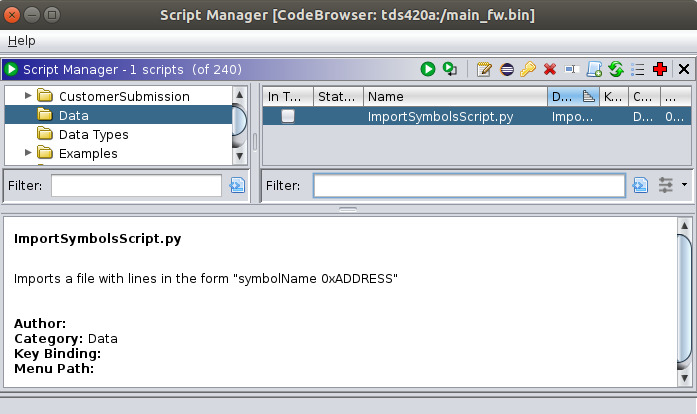 Script Manager [CodeBrowser: tds420a:/main_fw.bin]
Help
Script Manager - 1 scripts (of 240)
CustomerSubmission
Data
Data Types
Examples
Filter:
In T... Stat... Name D... K... C... ...
ImportSymbolsScript.py Impo... D... 0...
Filter:
ImportSymbolsScript.py
Imports a file with lines in the form "symbolName 0xADDRESS"
Author:
Category: Data
Key Binding:
Menu Path: